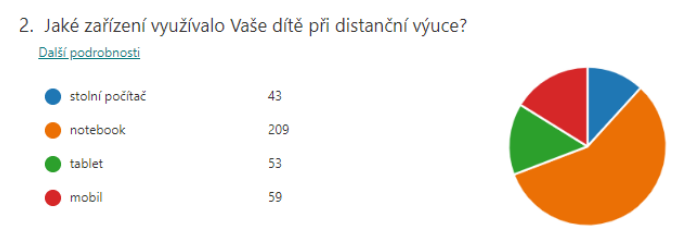 2. Jaké zařízení využívalo Vaše dítě při distanční výuce?
Další podrobnosti
stolní počítač 43
notebook 209
tablet 53
mobil 59